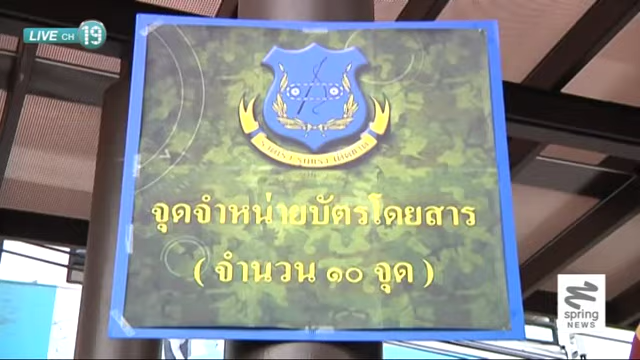 LIVE CH 19
จุดจำหน่ายบัตรโดยสาร
( จำนวน ๑๐ จุด )
spring
NEWS